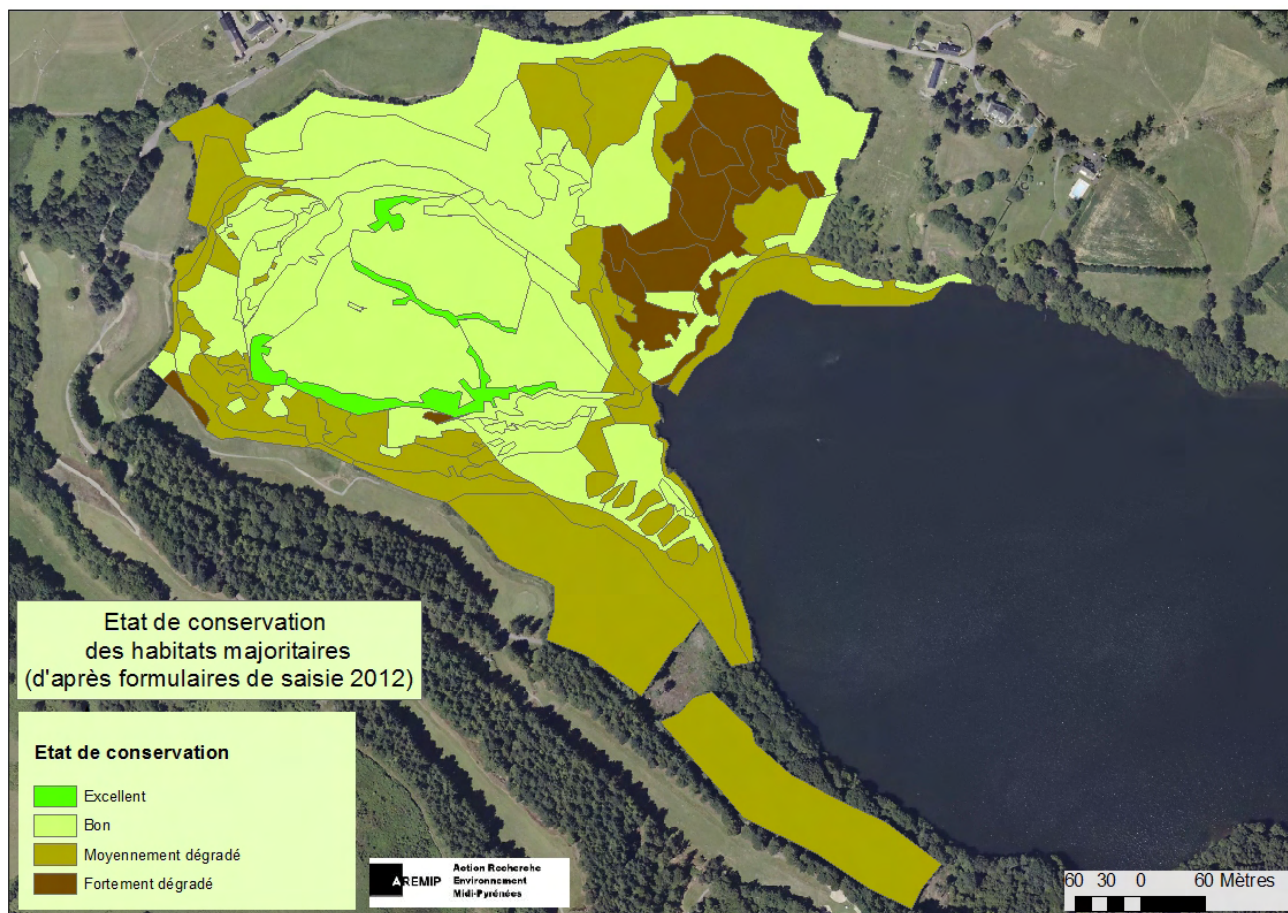 Etat de conservation
des habitats majoritaires
(d'après formulaires de saisie 2012)
Etat de conservation
Excellent
Bon
Moyennement dégradé
Fortement dégradé
AREMIP
Action Recherche
Environnement
Midi-Pyrénées
60 30 0 60 Mètres